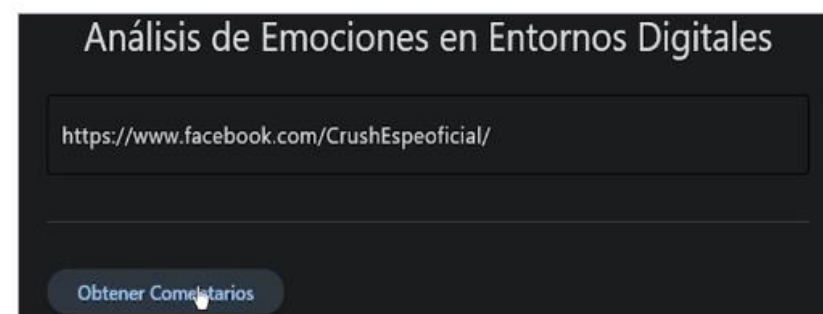 Análisis de Emociones en Entornos Digitales
https://www.facebook.com/CrushEspeoficial/
Obtener Comentarios